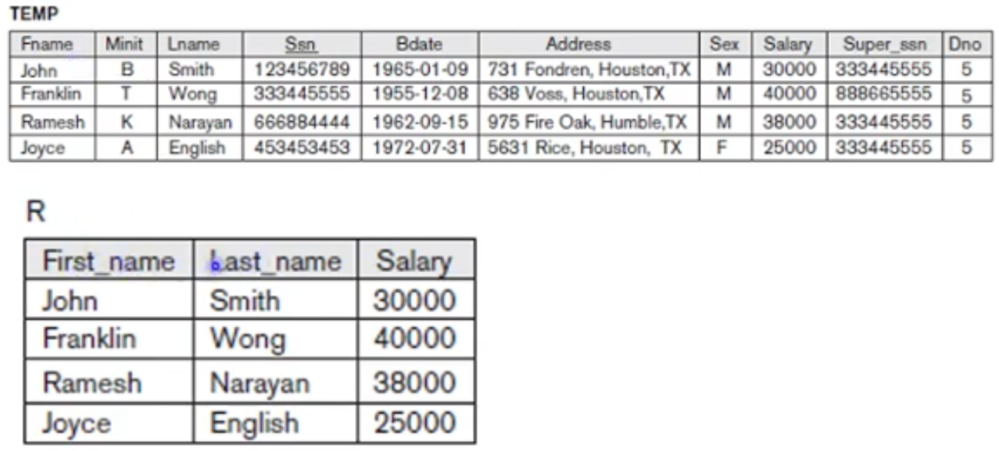 TEMP
Fname Minit Lname Ssn Bdate Address Sex Salary Super_ssn Dno
John B Smith 123456789 1965-01-09 731 Fondren, Houston,TX M 30000 333445555 5
Franklin T Wong 333445555 1955-12-08 638 Voss, Houston,TX M 40000 888665555 5
Ramesh K Narayan 666884444 1962-09-15 975 Fire Oak, Humble,TX M 38000 333445555 5
Joyce A English 453453453 1972-07-31 5631 Rice, Houston, TX F 25000 333445555 5
R
First_name Last_name Salary
John Smith 30000
Franklin Wong 40000
Ramesh Narayan 38000
Joyce English 25000